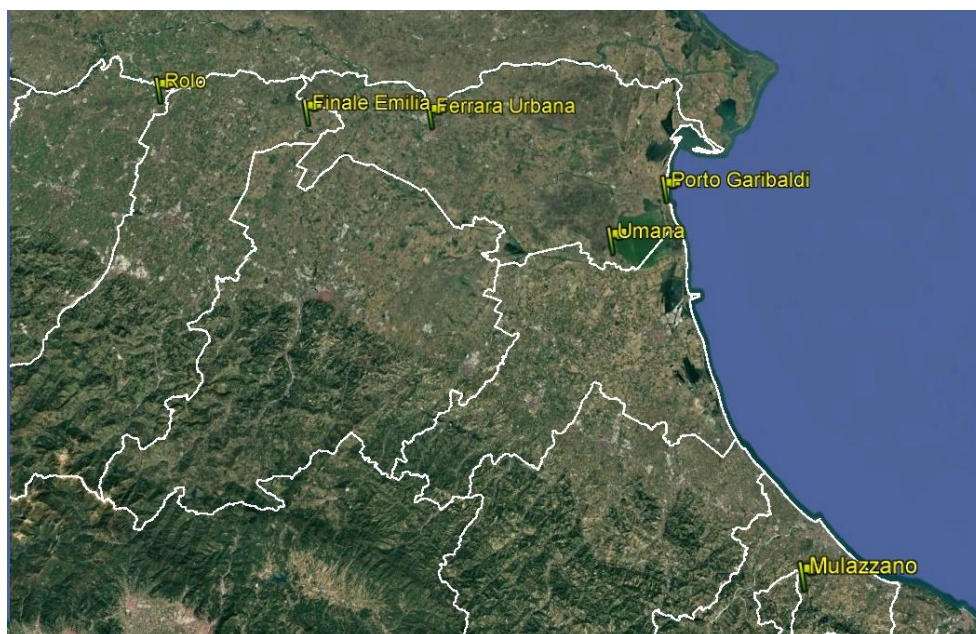 Rolo
Finale Emilia
Ferrara Urbana
Porto Garibaldi
Umana
Mulazzano